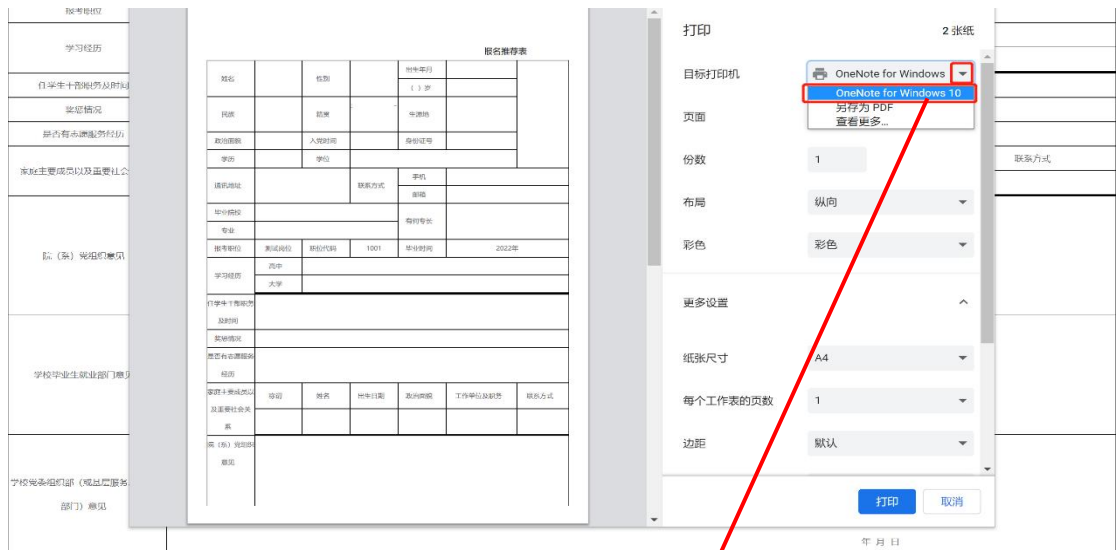 报考职位
学习经历
任学生干部职务及时间
奖惩情况
是否有志愿服务经历
家庭主要成员以及重要社会
联系方式
院（系）党组织意见
学校毕业生就业部门意见
学校党委组织部（或基层服务
部门）意见
年 月 日
报名推荐表
姓名 性别 出生年月
（ ）岁
民族 籍贯 生源地
政治面貌 入党时间 身份证号
学历 学位
通讯地址 联系方式 手机
邮箱
毕业院校 有何专长
专业
报考职位 测试岗位 职位代码 1001 毕业时间 2022年
学习经历 高中
大学
任学生干部职务
及时间
奖惩情况
是否有志愿服务
经历
家庭主要成员以
及重要社会关
系
称谓 姓名 出生日期 政治面貌 工作单位及职务 联系方式
院（系）党组织
意见
打印 2 张纸
目标打印机 OneNote for Windows
OneNote for Windows 10
另存为 PDF
查看更多...
页面
份数 1
布局 纵向
彩色 彩色
更多设置
纸张尺寸 A4
每个工作表的页数 1
边距 默认
打印 取消